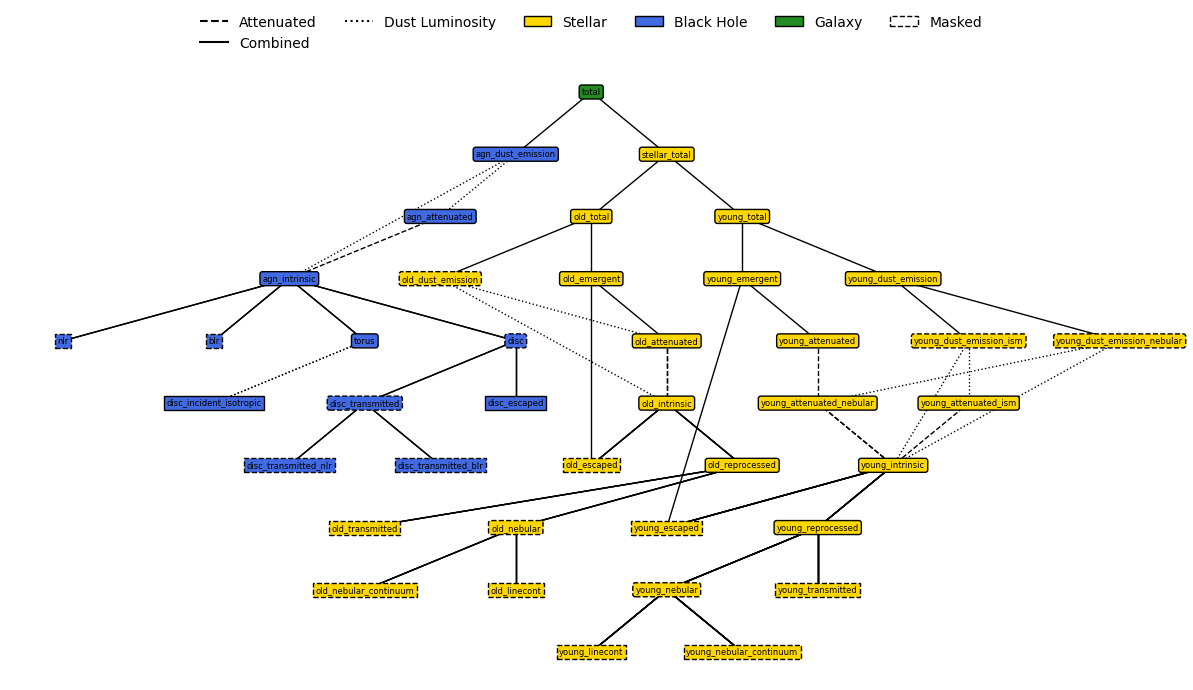 Attenuated Dust Luminosity Stellar Black Hole Galaxy Masked
Combined
total
agn_dust_emission stellar_total
agn_attenuated old_total young_total
agn_intrinsic old_dust_emission old_emergent young_emergent young_dust_emission
nlr blr torus disc old_attenuated young_attenuated young_dust_emission_ism young_dust_emission_nebular
disc_incident_isotropic disc_transmitted disc_escaped old_intrinsic young_attenuated_nebular young_attenuated_ism
disc_transmitted_nlr disc_transmitted_blr old_escaped old_reprocessed young_intrinsic
old_transmitted old_nebular young_escaped young_reprocessed
old_nebular_continuum old_linecont young_nebular young_transmitted
young_linecont young_nebular_continuum